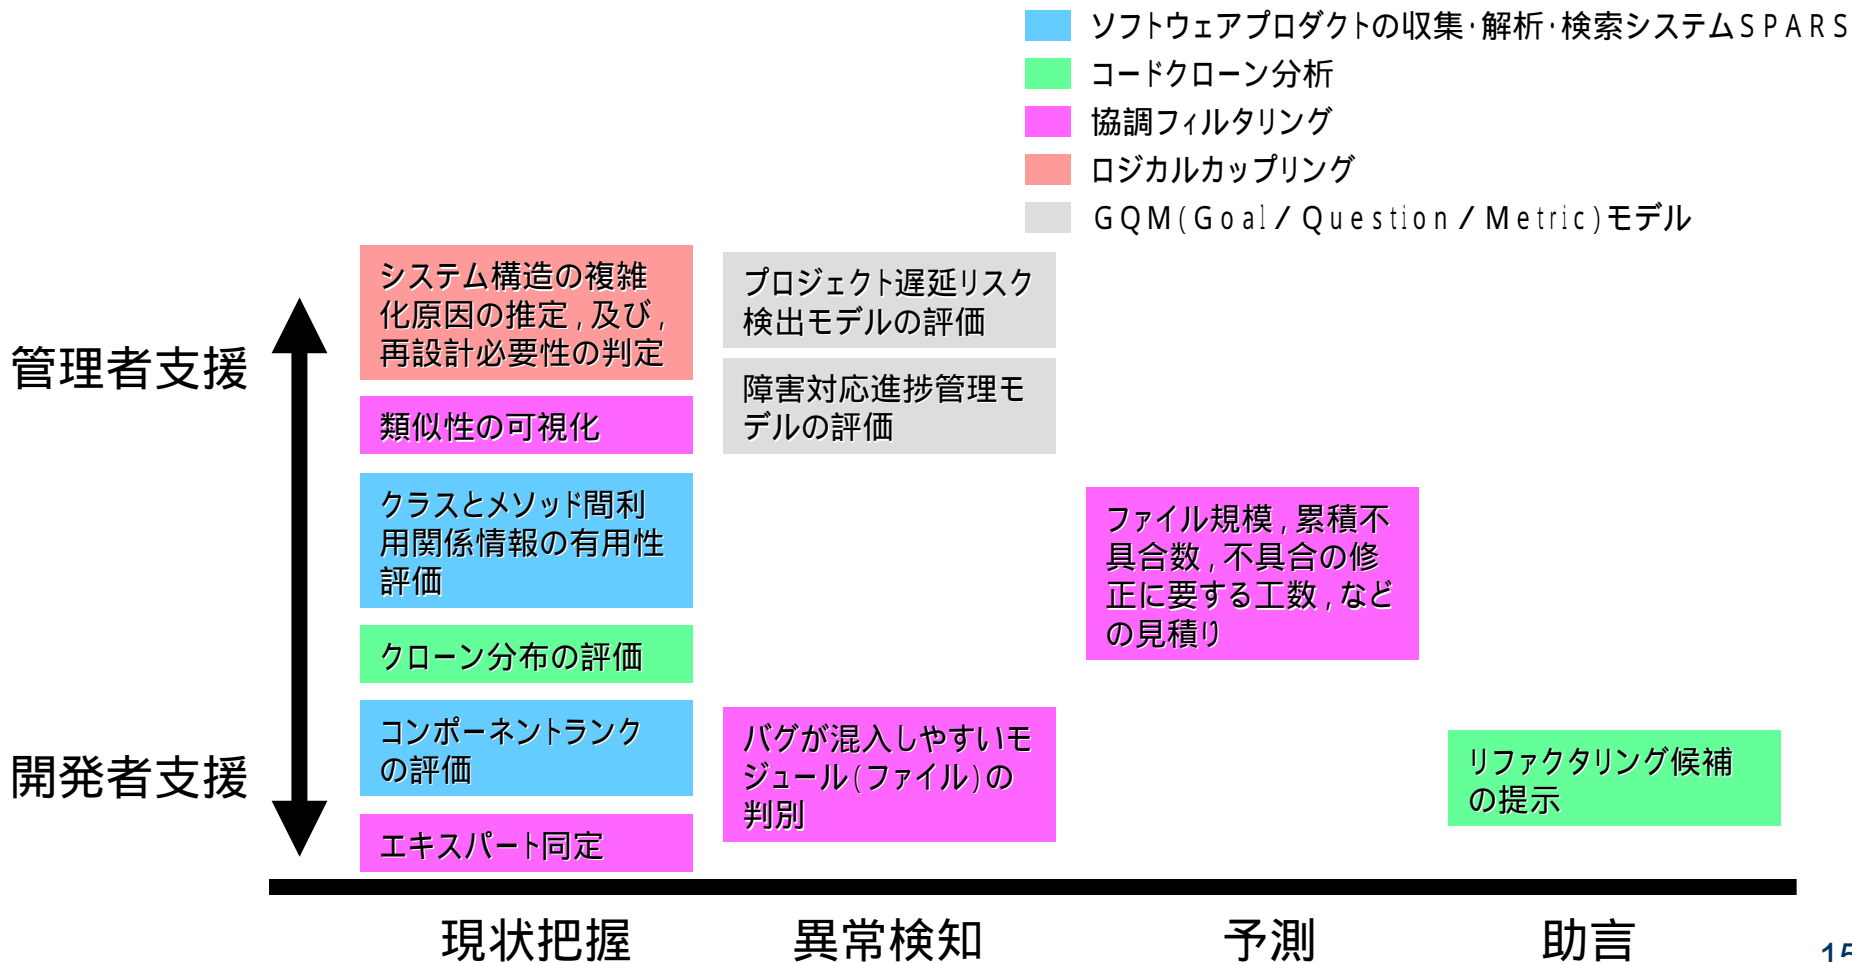 ソフトウェアプロダクトの収集･解析･検索システムSPARS
コードクローン分析
協調フィルタリング
ロジカルカップリング
GQM(Goal/Question/Metric)モデル
システム構造の複雑
化原因の推定,及び,
再設計必要性の判定
プロジェクト遅延リスク
検出モデルの評価
管理者支援
障害対応進捗管理モ
デルの評価
類似性の可視化
クラスとメソッド間利
用関係情報の有用性
評価
ファイル規模,累積不
具合数,不具合の修
正に要する工数,など
の見積り
クローン分布の評価
開発者支援
コンポーネントランク
の評価
バグが混入しやすいモ
ジュール(ファイル)の
判別
リファクタリング候補
の提示
エキスパート同定
現状把握
異常検知
予測
助言
15